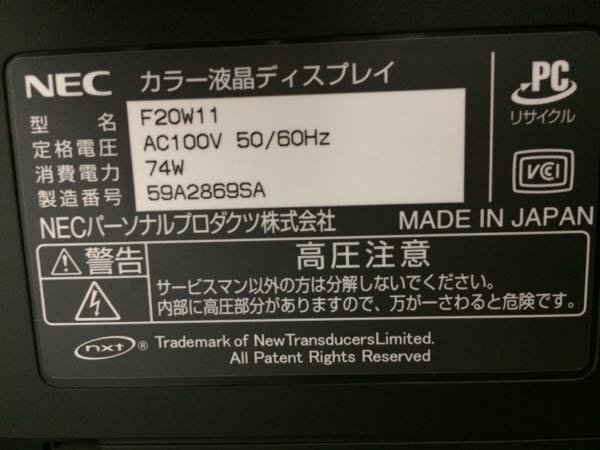 NEC カラー液晶ディスプレイ
型 名 F20W11
定格電圧 AC100V 50/60Hz
消費電力 74W
製造番号 59A2869SA
PC
リサイクル
VCI
NECパーソナルプロダクツ株式会社 MADE IN JAPAN
警告 高圧注意
サービスマン以外の方は分解しないでください。
内部に高圧部分がありますので、万が一さわると危険です。
nxt ® Trademark of NewTransducersLimited.
All Patent Rights Reserved